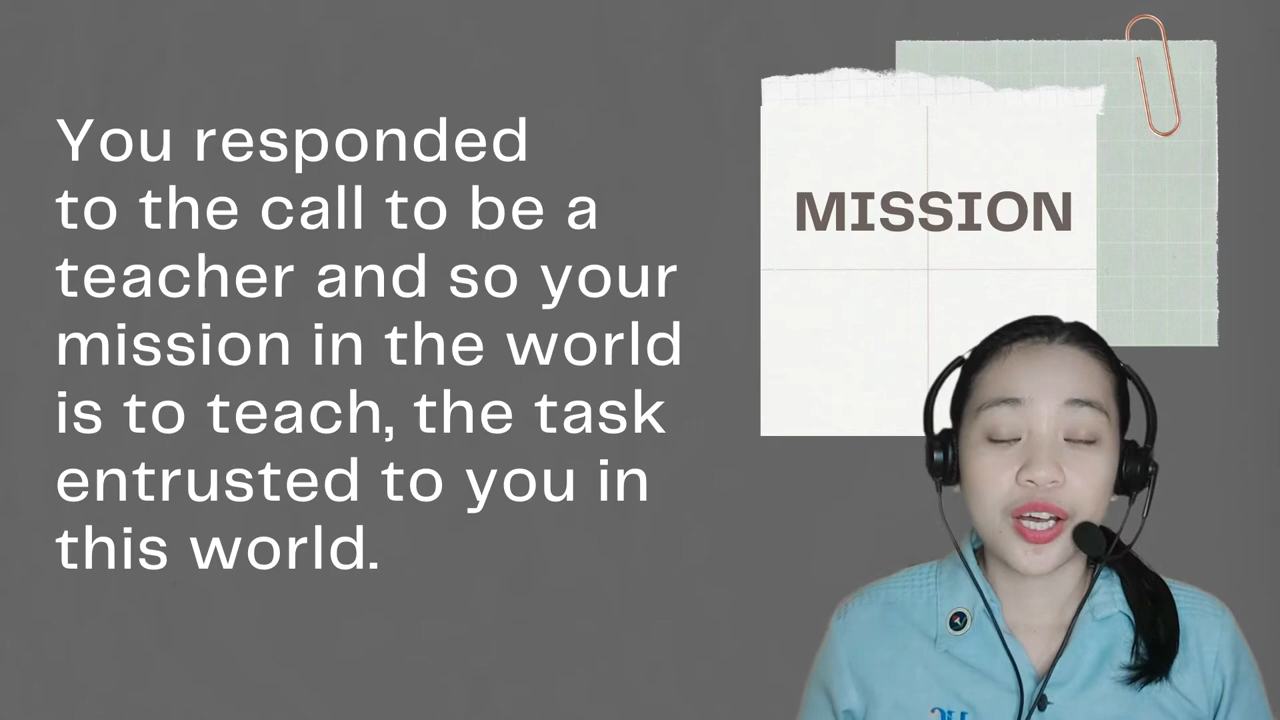 You responded
to the call to be a
teacher and so your
mission in the world
is to teach, the task
entrusted to you in
this world.
MISSION